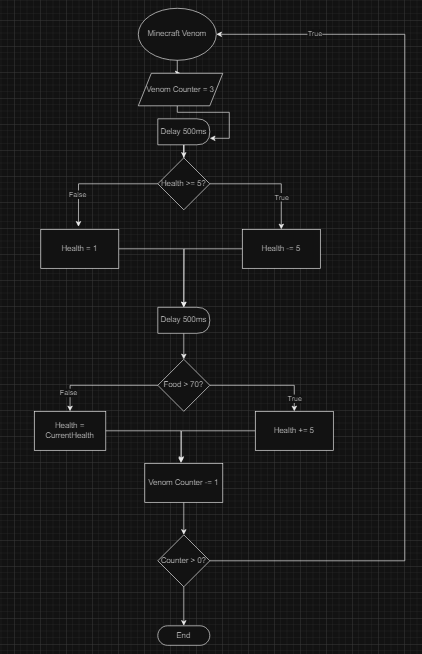 Minecraft Venom
True
Venom Counter = 3
Delay 500ms
Health >= 5?
False
True
Health = 1
Health -= 5
Delay 500ms
Food > 70?
False
True
Health =
CurrentHealth
Health += 5
Venom Counter -= 1
Counter > 0?
End